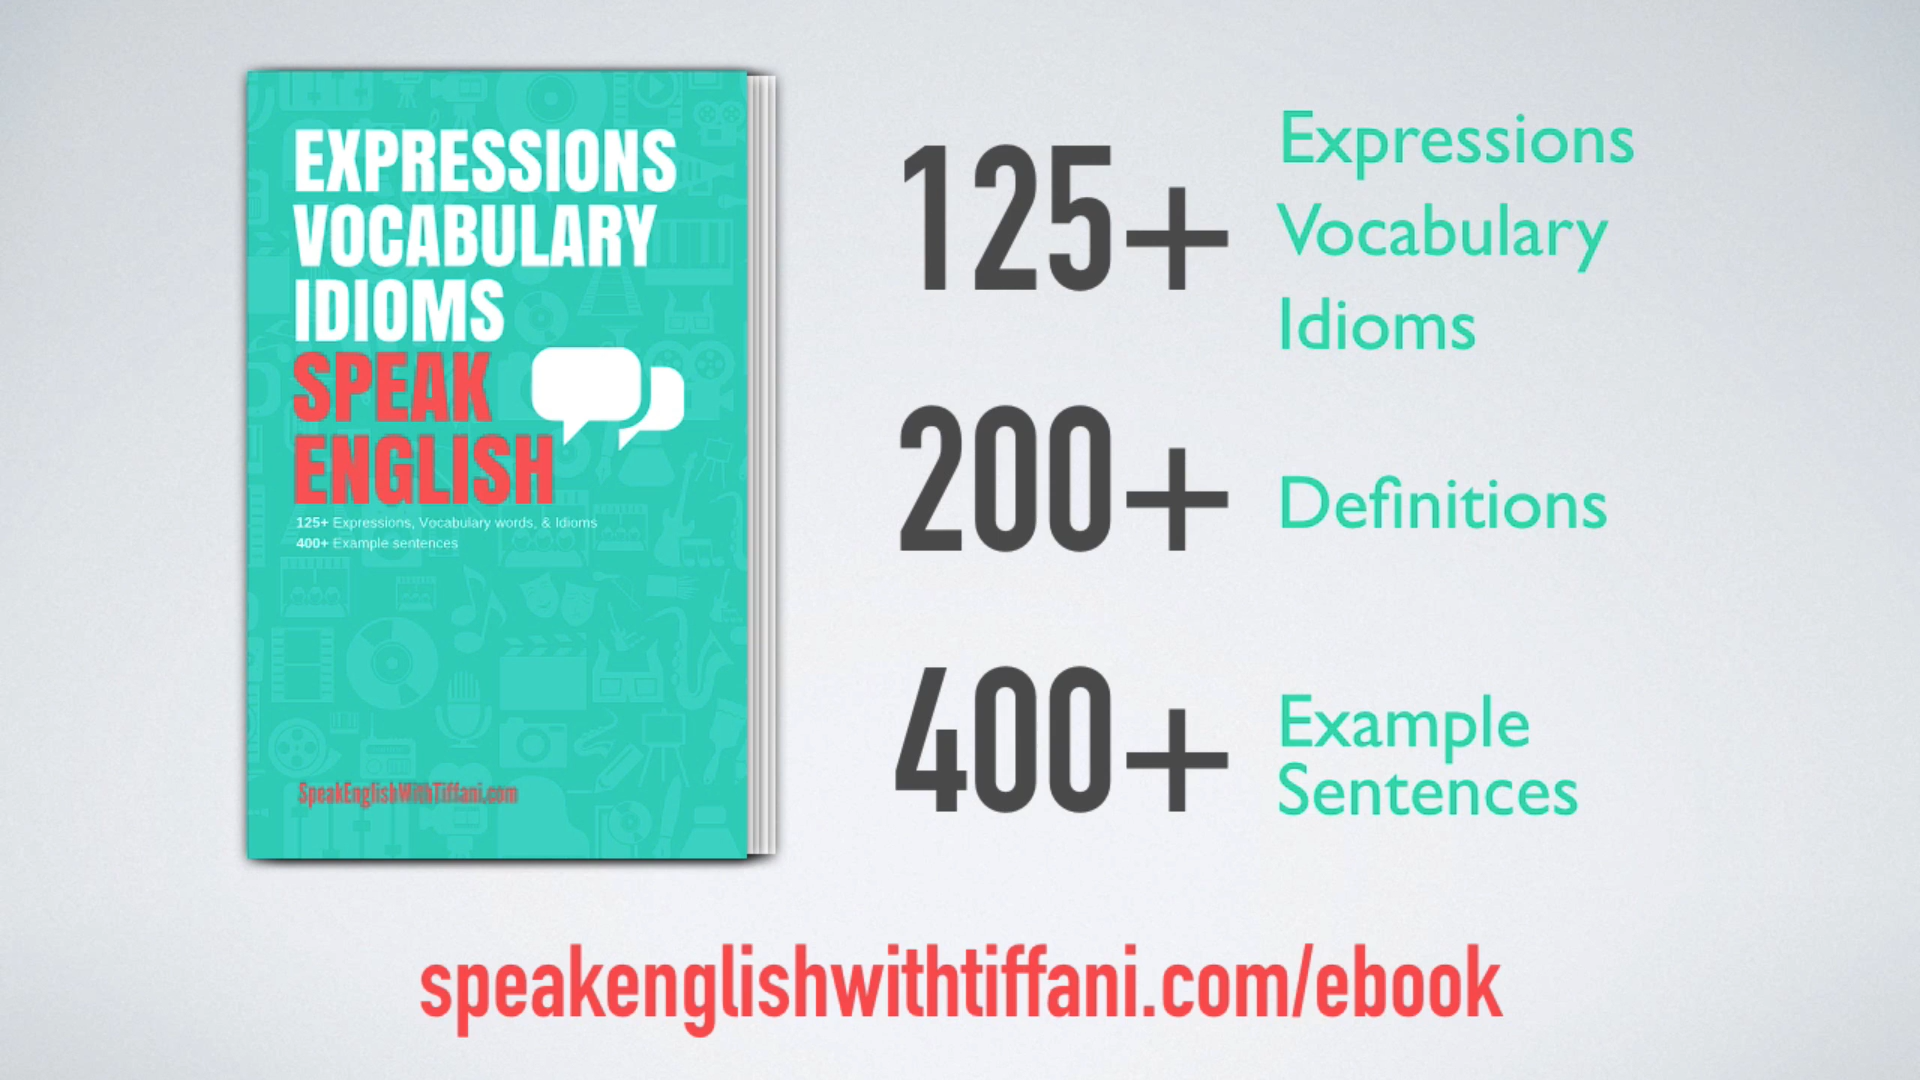 EXPRESSIONS
VOCABULARY
IDIOMS
SPEAK
ENGLISH
125+ Expressions, Vocabulary words, & Idioms
400+ Example sentences
SpeakEnglishWithTiffani.com
125+
Expressions
Vocabulary
Idioms
200+
Definitions
400+
Example
Sentences
speakenglishwithtiffani.com/ebook